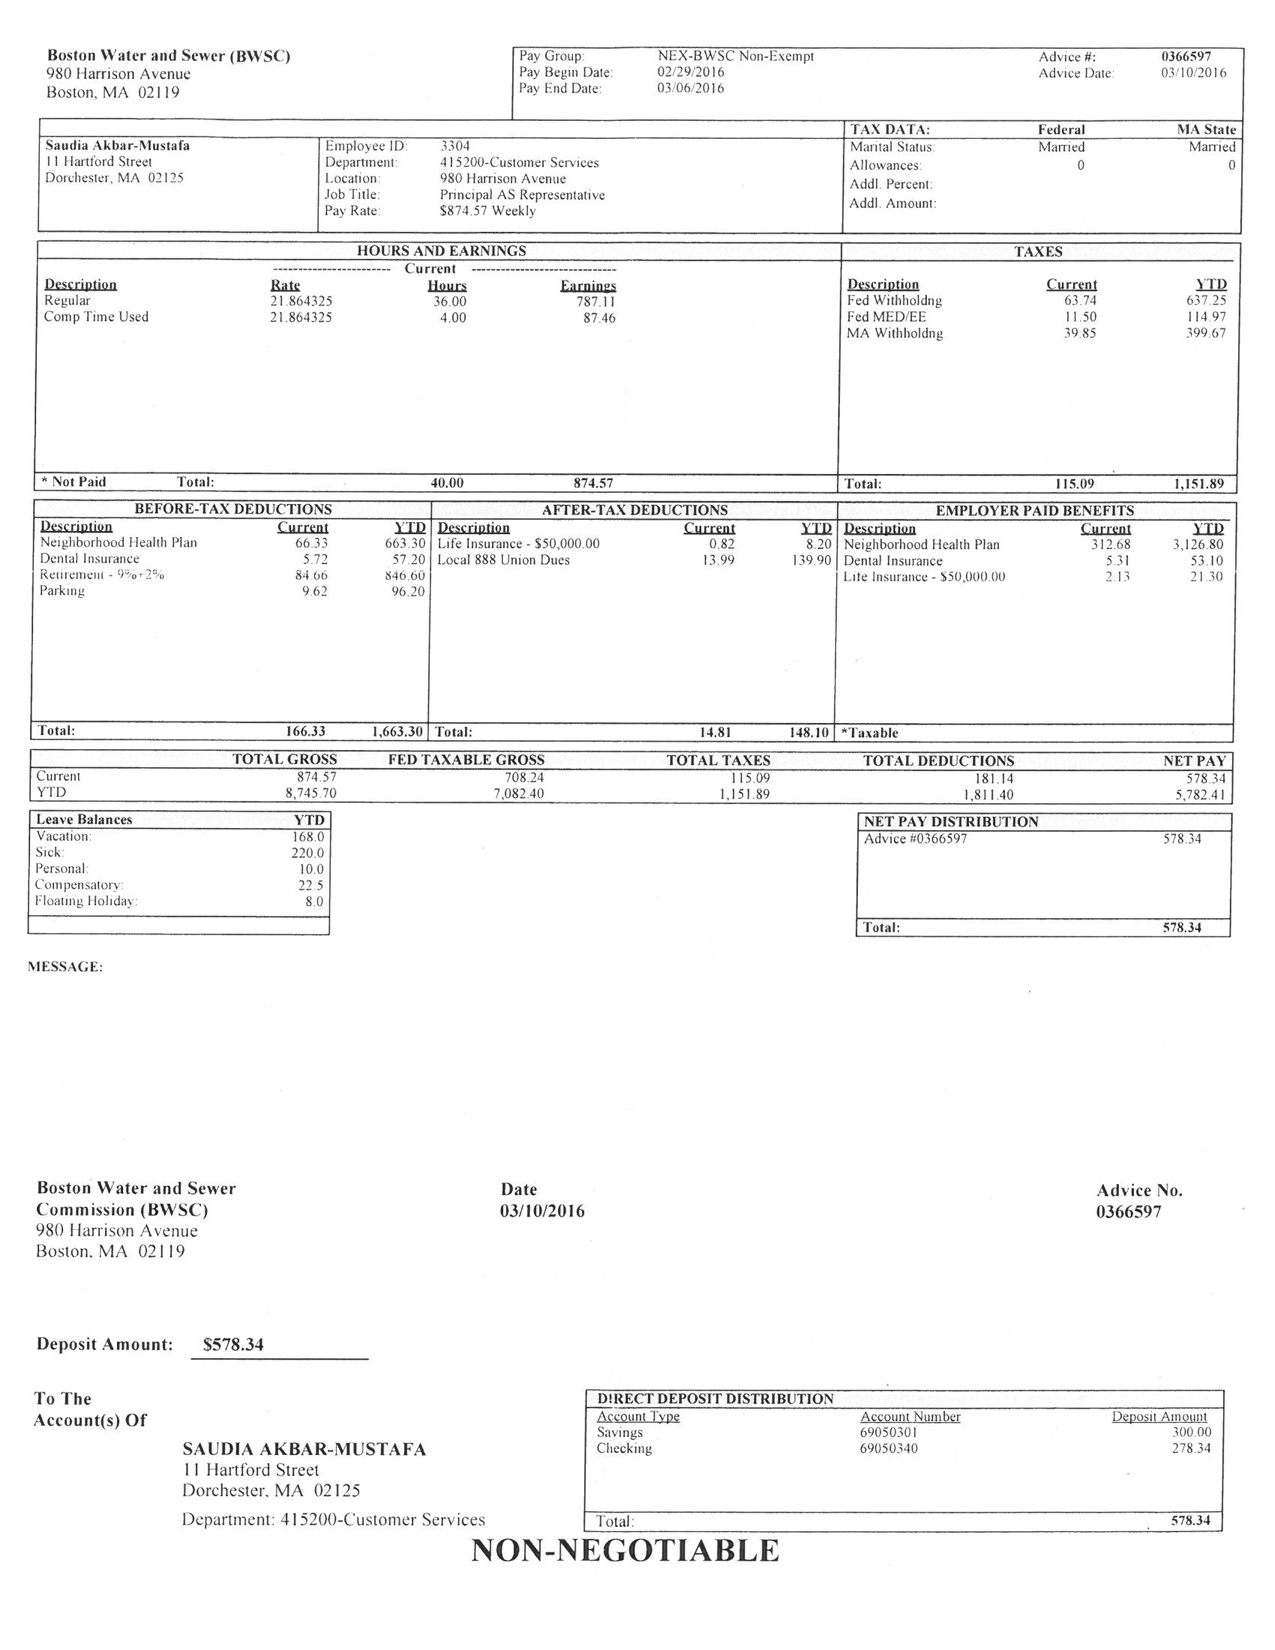 Boston Water and Sewer (BWSC)
980 Harrison Avenue
Boston, MA 02119
Pay Group: NEX-BWSC Non-Exempt
Pay Begin Date: 02/29/2016
Pay End Date: 03/06/2016
Advice #: 0366597
Advice Date: 03/10/2016
Saudia Akbar-Mustafa
11 Hartford Street
Dorchester, MA 02125
Employee ID: 3304
Department: 415200-Customer Services
Location: 980 Harrison Avenue
Job Title: Principal AS Representative
Pay Rate: $874.57 Weekly
TAX DATA: Federal MA State
Marital Status: Married Married
Allowances: 0 0
Addl. Percent:
Addl. Amount:
HOURS AND EARNINGS
----------------------- Current ----------------------------
Description Rate Hours Earnings
Regular 21.864325 36.00 787.11
Comp Time Used 21.864325 4.00 87.46
* Not Paid Total: 40.00 874.57
TAXES
Description Current YTD
Fed Withholdng 63.74 637.25
Fed MED/EE 11.50 114.97
MA Withholdng 39.85 399.67
Total: 115.09 1,151.89
BEFORE-TAX DEDUCTIONS
Description Current YTD
Neighborhood Health Plan 66.33 663.30
Dental Insurance 5.72 57.20
Retirement - 9%+2% 84.66 846.60
Parking 9.62 96.20
Total: 166.33 1,663.30
AFTER-TAX DEDUCTIONS
Description Current YTD
Life Insurance - $50,000.00 0.82 8.20
Local 888 Union Dues 13.99 139.90
Total: 14.81 148.10
EMPLOYER PAID BENEFITS
Description Current YTD
Neighborhood Health Plan 312.68 3,126.80
Dental Insurance 5.31 53.10
Life Insurance - $50,000.00 2.13 21.30
*Taxable
TOTAL GROSS FED TAXABLE GROSS TOTAL TAXES TOTAL DEDUCTIONS NET PAY
Current 874.57 708.24 115.09 181.14 578.34
YTD 8,745.70 7,082.40 1,151.89 1,811.40 5,782.41
Leave Balances YTD
Vacation: 168.0
Sick: 220.0
Personal: 10.0
Compensatory: 22.5
Floating Holiday: 8.0
NET PAY DISTRIBUTION
Advice #0366597 578.34
Total: 578.34
MESSAGE:
Boston Water and Sewer
Commission (BWSC)
980 Harrison Avenue
Boston, MA 02119
Date
03/10/2016
Advice No.
0366597
Deposit Amount: $578.34
To The
Account(s) Of
SAUDIA AKBAR-MUSTAFA
11 Hartford Street
Dorchester, MA 02125
Department: 415200-Customer Services
DIRECT DEPOSIT DISTRIBUTION
Account Type Account Number Deposit Amount
Savings 69050301 300.00
Checking 69050340 278.34
Total: 578.34
NON-NEGOTIABLE